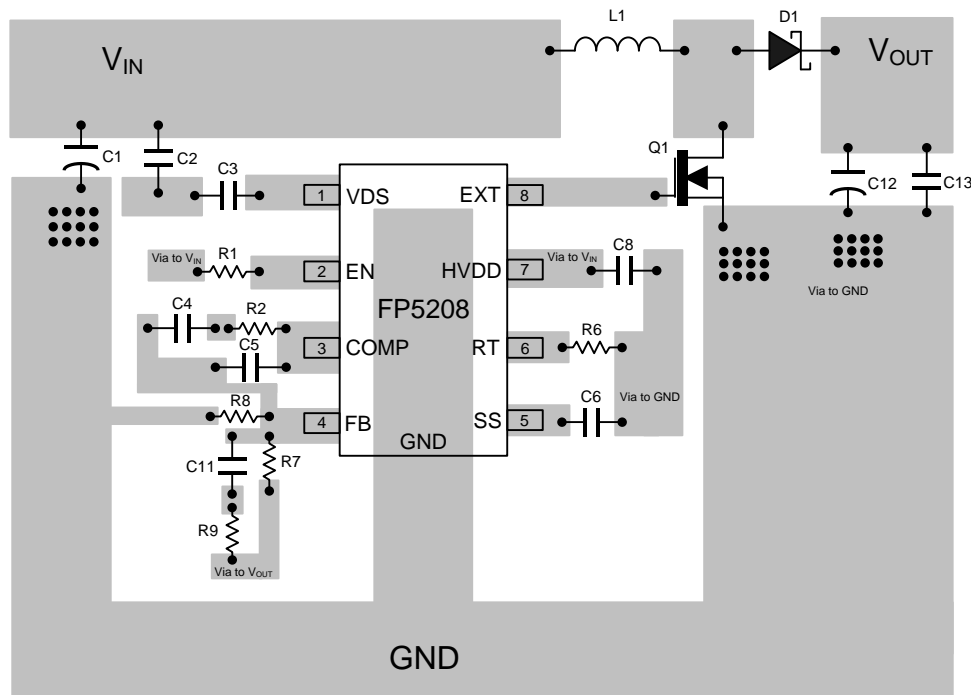 L1
D1
VIN
VOUT
C1
C2
C3
Q1
C12
C13
1
VDS
EXT
8
Via to VIN
R1
2
EN
HVDD
7
Via to VIN
C8
Via to GND
FP5208
C4
R2
C5
3
COMP
RT
6
R6
R8
4
FB
SS
5
C6
Via to GND
GND
C11
R7
R9
Via to VOUT
GND